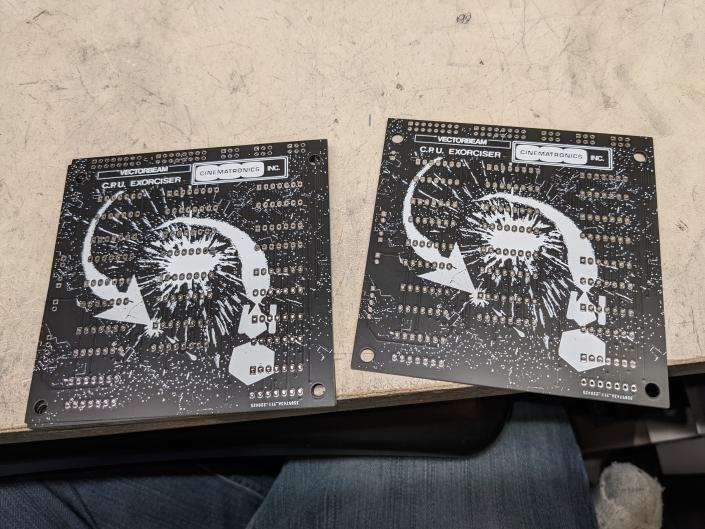 VECTORBEAM
C.P.U. EXORCISER
CINEMATRONICS
INC.
VECTORBEAM
C.P.U. EXORCISER
CINEMATRONICS
INC.